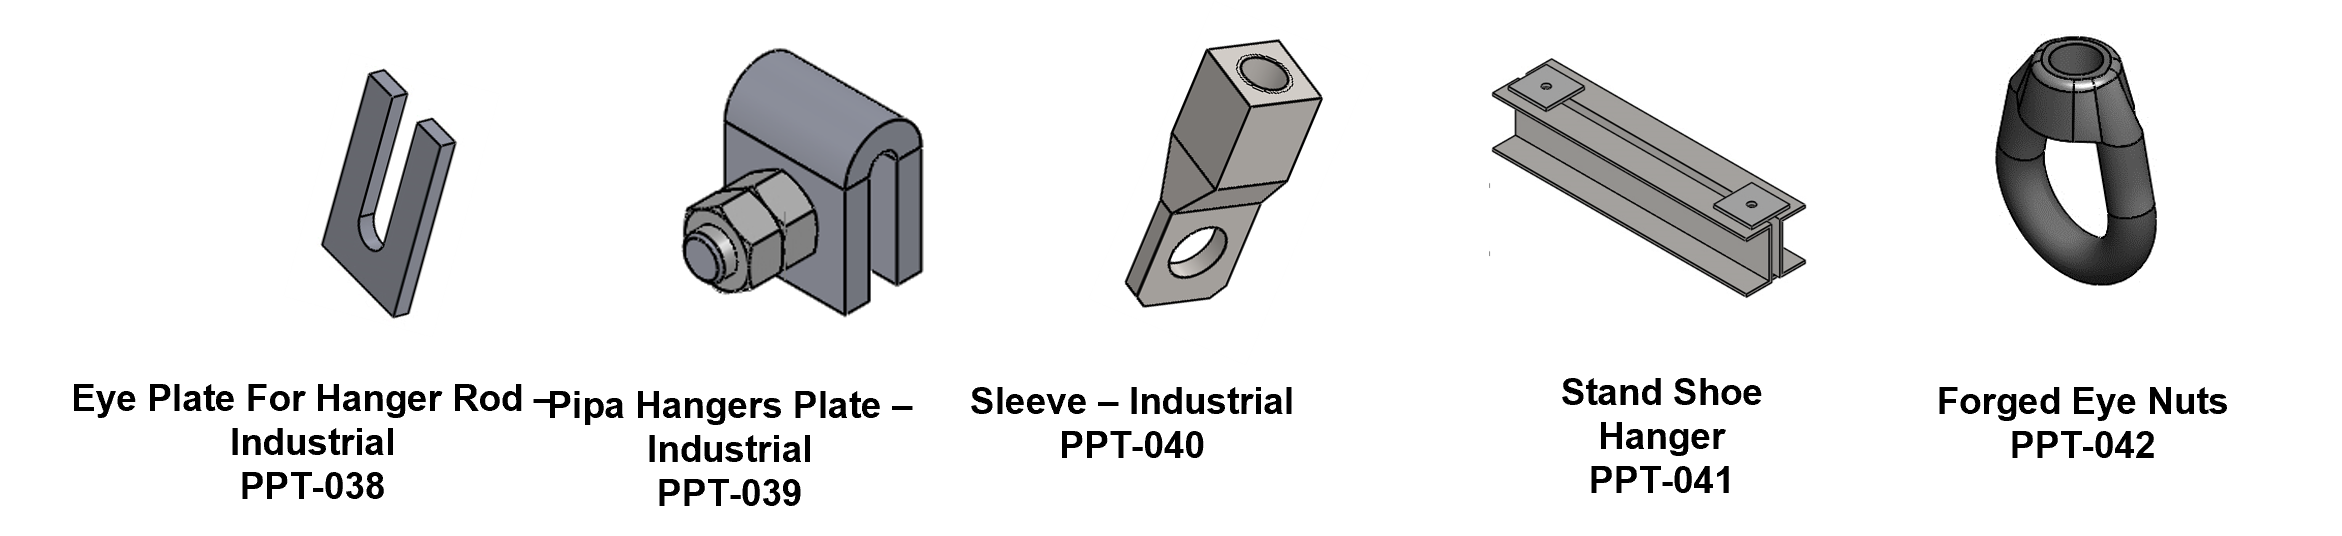 Eye Plate For Hanger Rod –
Industrial
PPT-038
Pipa Hangers Plate –
Industrial
PPT-039
Sleeve – Industrial
PPT-040
Stand Shoe
Hanger
PPT-041
Forged Eye Nuts
PPT-042